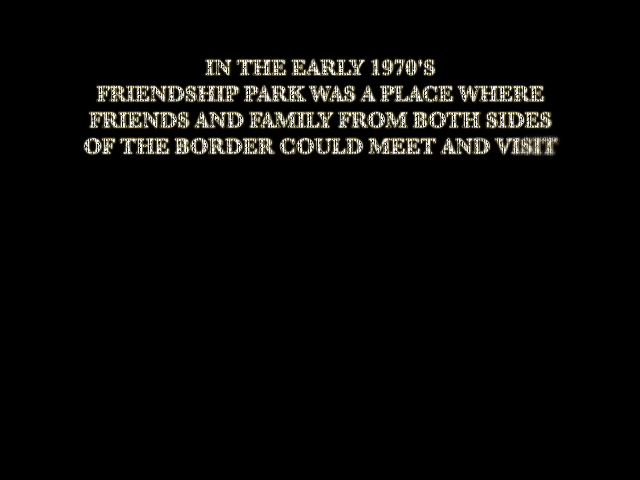 IN THE EARLY 1970'S
FRIENDSHIP PARK WAS A PLACE WHERE
FRIENDS AND FAMILY FROM BOTH SIDES
OF THE BORDER COULD MEET AND VISIT